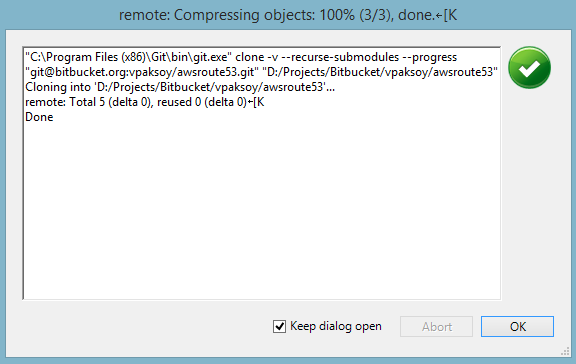 remote: Compressing objects: 100% (3/3), done.←[K
"C:\Program Files (x86)\Git\bin\git.exe" clone -v --recurse-submodules --progress
"git@bitbucket.org:vpaksoy/awsroute53.git" "D:/Projects/Bitbucket/vpaksoy/awsroute53"
Cloning into 'D:/Projects/Bitbucket/vpaksoy/awsroute53'...
remote: Total 5 (delta 0), reused 0 (delta 0)←[K
Done
Keep dialog open
Abort
OK